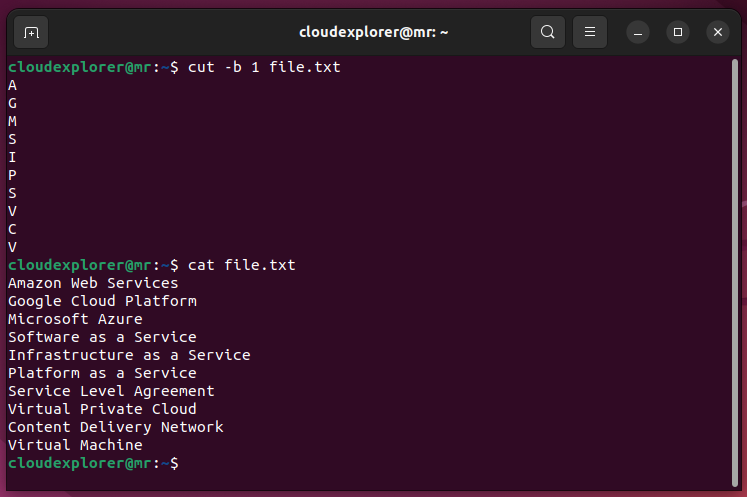 cloudexplorer@mr: ~
cloudexplorer@mr:~$ cut -b 1 file.txt
A
G
M
S
I
P
S
V
C
V
cloudexplorer@mr:~$ cat file.txt
Amazon Web Services
Google Cloud Platform
Microsoft Azure
Software as a Service
Infrastructure as a Service
Platform as a Service
Service Level Agreement
Virtual Private Cloud
Content Delivery Network
Virtual Machine
cloudexplorer@mr:~$